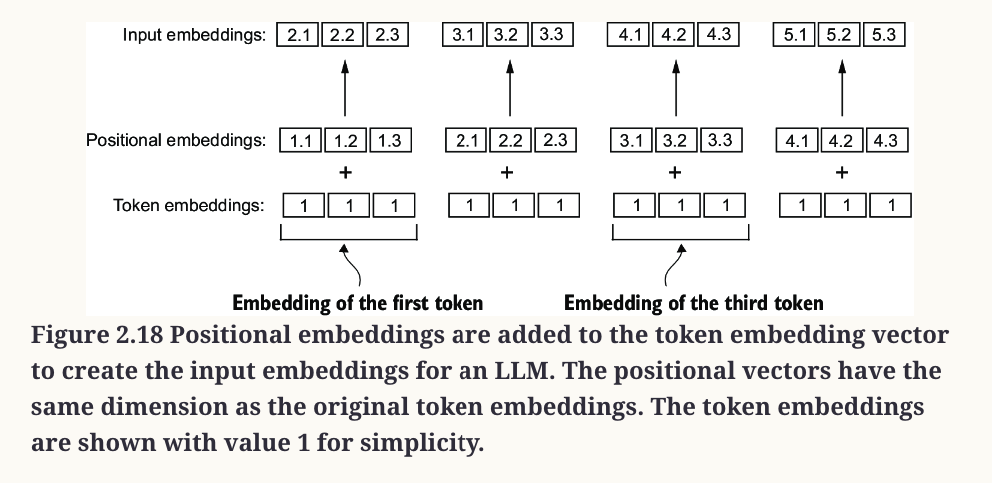 Input embeddings: 2.1 2.2 2.3 3.1 3.2 3.3 4.1 4.2 4.3 5.1 5.2 5.3
Positional embeddings: 1.1 1.2 1.3 2.1 2.2 2.3 3.1 3.2 3.3 4.1 4.2 4.3
+ + + +
Token embeddings: 1 1 1 1 1 1 1 1 1 1 1 1
Embedding of the first token Embedding of the third token
Figure 2.18 Positional embeddings are added to the token embedding vector
to create the input embeddings for an LLM. The positional vectors have the
same dimension as the original token embeddings. The token embeddings
are shown with value 1 for simplicity.